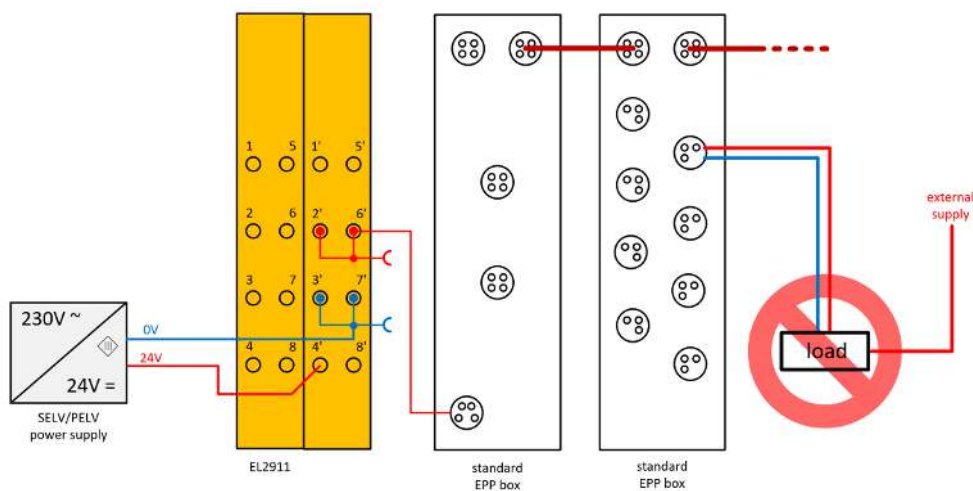 1 5 1' 5'
2 6 2' 6'
3 7 3' 7'
4 8 4' 8'
230V ~
24V =
0V
24V
SELV/PELV
power supply
EL2911
standard
EPP box
standard
EPP box
load
external
supply